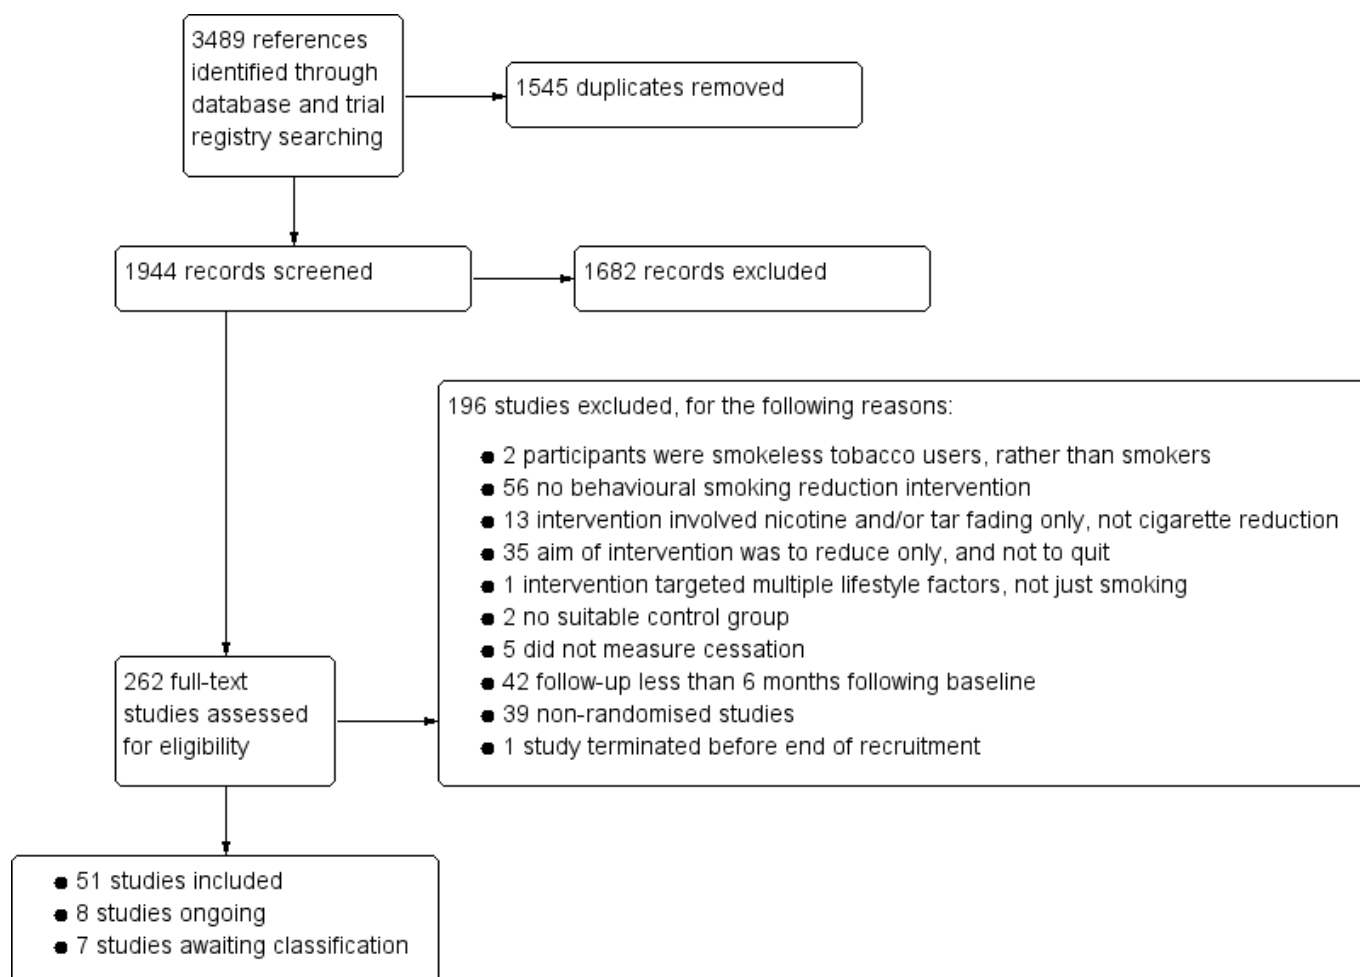 3489 references
identified through
database and trial
registry searching
1545 duplicates removed
1944 records screened
1682 records excluded
196 studies excluded, for the following reasons:
● 2 participants were smokeless tobacco users, rather than smokers
● 56 no behavioural smoking reduction intervention
● 13 intervention involved nicotine and/or tar fading only, not cigarette reduction
● 35 aim of intervention was to reduce only, and not to quit
● 1 intervention targeted multiple lifestyle factors, not just smoking
● 2 no suitable control group
● 5 did not measure cessation
● 42 follow-up less than 6 months following baseline
● 39 non-randomised studies
● 1 study terminated before end of recruitment
262 full-text
studies assessed
for eligibility
● 51 studies included
● 8 studies ongoing
● 7 studies awaiting classification